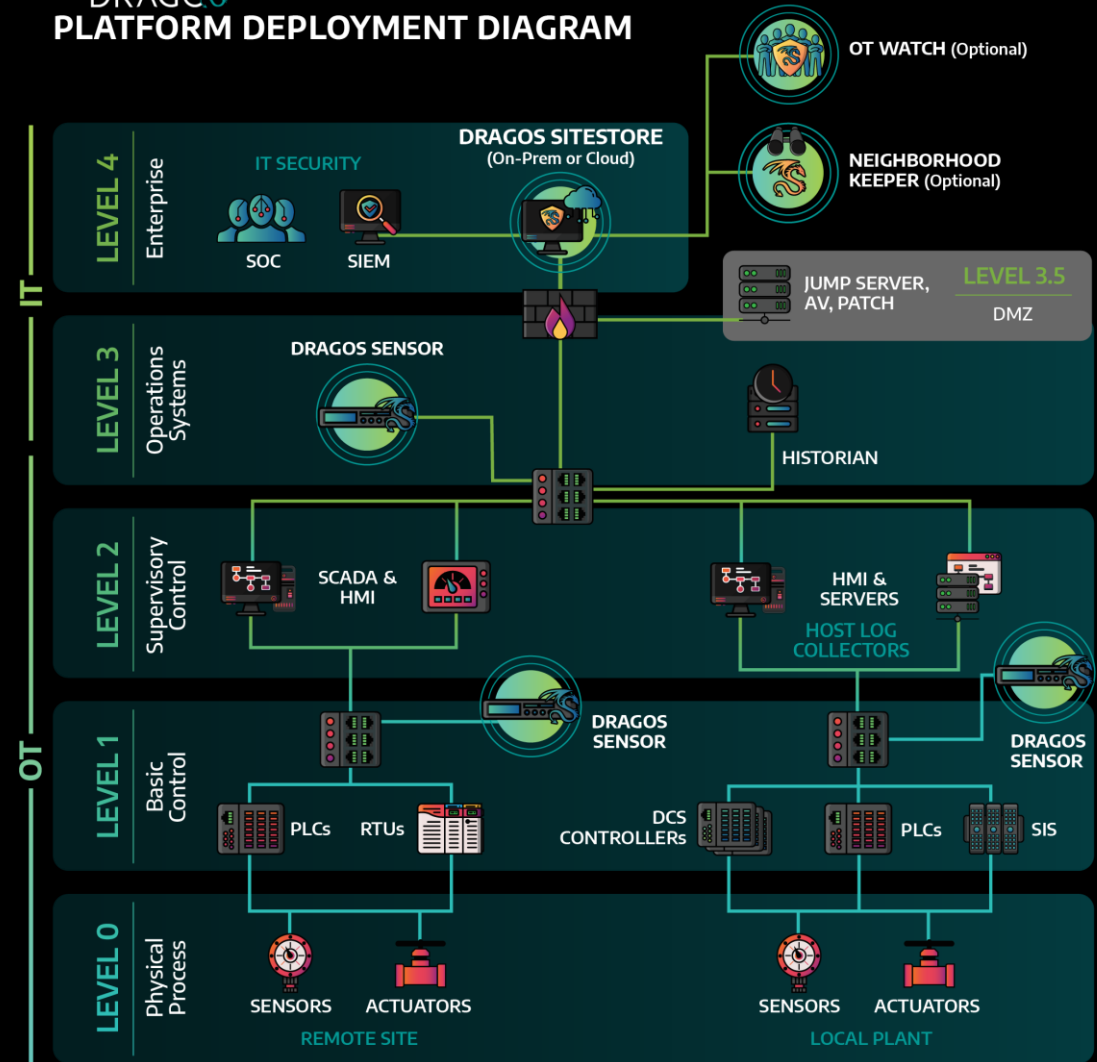 PLATFORM DEPLOYMENT DIAGRAM
OT WATCH (Optional)
NEIGHBORHOOD
KEEPER (Optional)
IT
LEVEL 4
Enterprise
IT SECURITY
SOC
SIEM
DRAGOS SITESTORE
(On-Prem or Cloud)
JUMP SERVER,
AV, PATCH
LEVEL 3.5
DMZ
LEVEL 3
Operations
Systems
DRAGOS SENSOR
HISTORIAN
OT
LEVEL 2
Supervisory
Control
SCADA &
HMI
HMI &
SERVERS
HOST LOG
COLLECTORS
LEVEL 1
Basic
Control
DRAGOS
SENSOR
DRAGOS
SENSOR
PLCs
RTUs
DCS
CONTROLLERs
PLCs
SIS
LEVEL 0
Physical
Process
SENSORS
ACTUATORS
REMOTE SITE
SENSORS
ACTUATORS
LOCAL PLANT